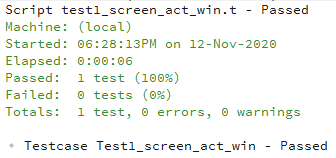 Script test1_screen_act_win.t - Passed
Machine: (local)
Started: 06:28:13PM on 12-Nov-2020
Elapsed: 0:00:06
Passed: 1 test (100%)
Failed: 0 tests (0%)
Totals: 1 test, 0 errors, 0 warnings
Testcase Test1_screen_act_win - Passed